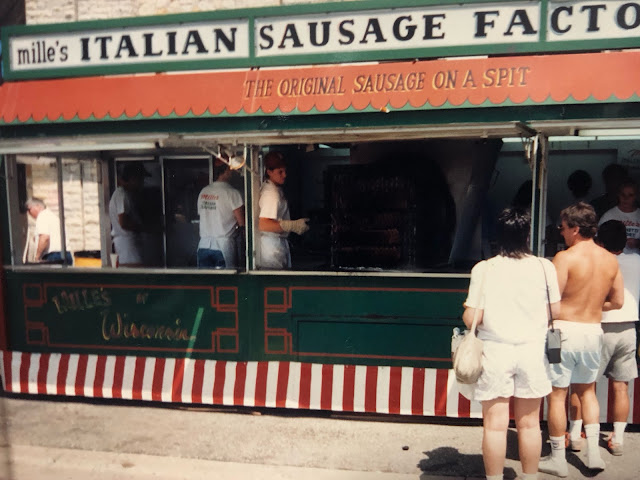 mille's ITALIAN SAUSAGE FACTO
THE ORIGINAL SAUSAGE ON A SPIT
MILLE'S OF
Wisconsin